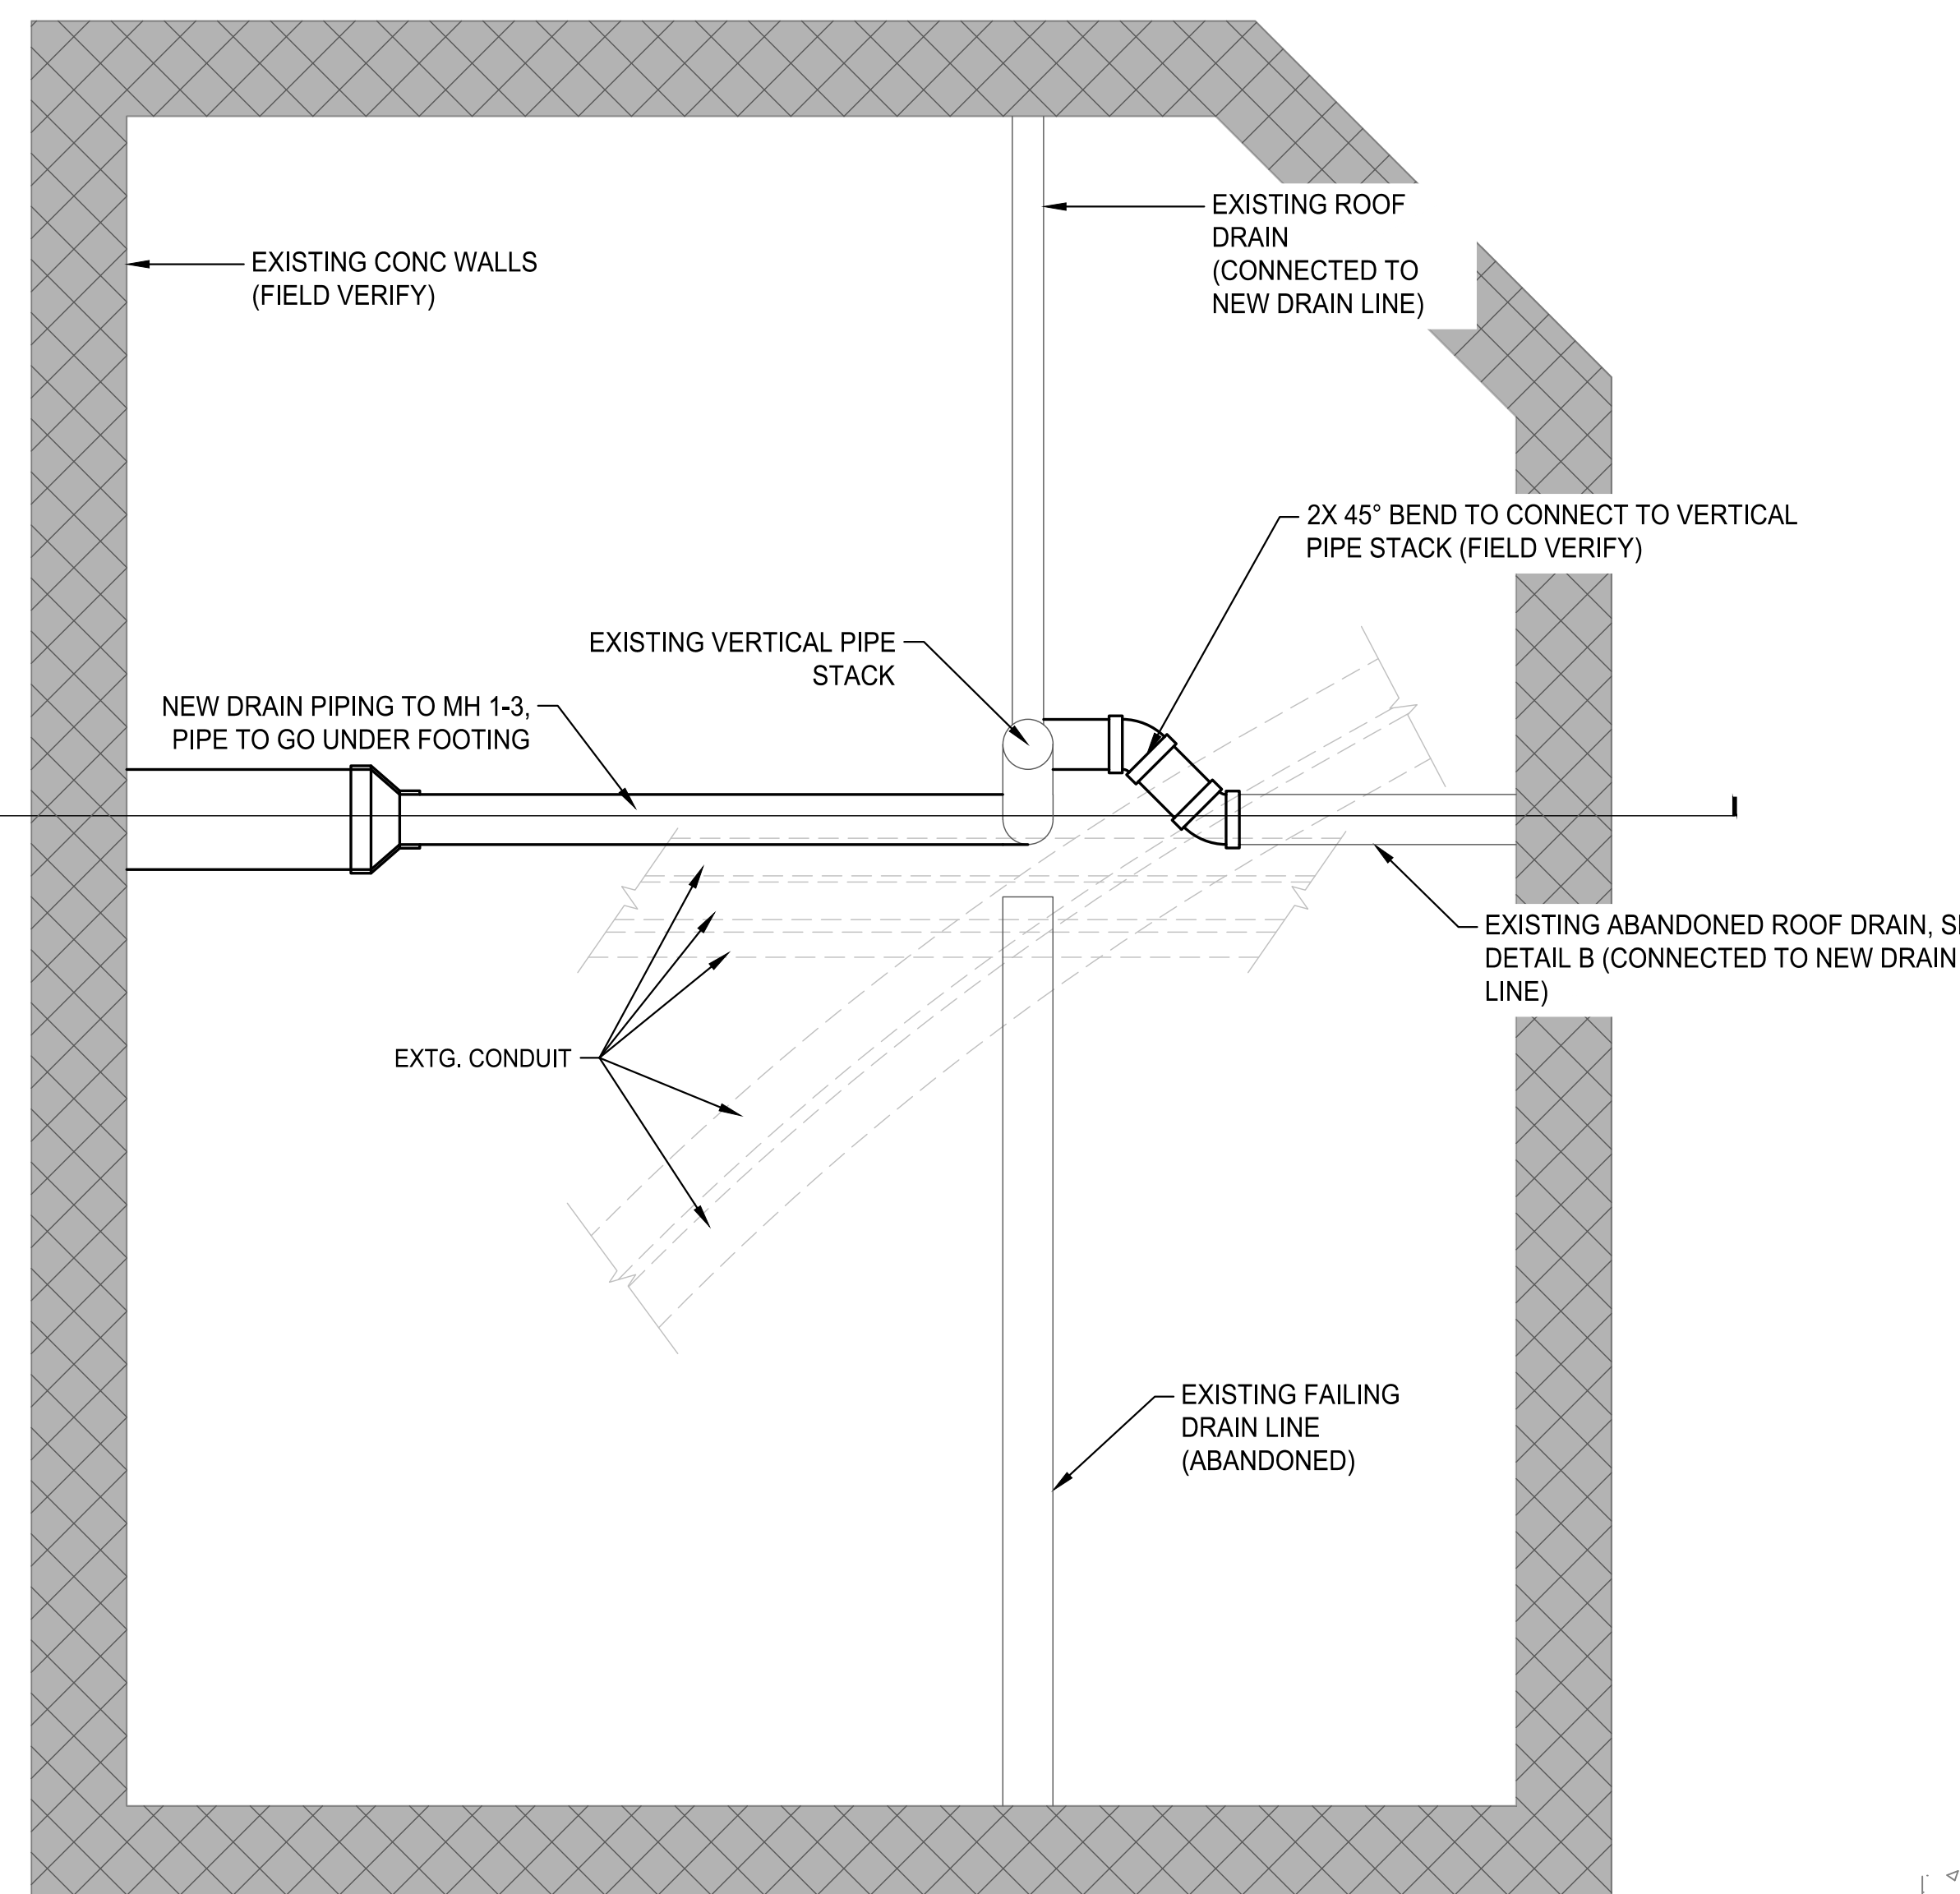 EXISTING ROOF
DRAIN
(CONNECTED TO
NEW DRAIN LINE)
EXISTING CONC WALLS
(FIELD VERIFY)
2X 45° BEND TO CONNECT TO VERTICAL
PIPE STACK (FIELD VERIFY)
EXISTING VERTICAL PIPE
STACK
NEW DRAIN PIPING TO MH 1-3,
PIPE TO GO UNDER FOOTING
EXISTING ABANDONED ROOF DRAIN,
DETAIL B (CONNECTED TO NEW DRAIN
LINE)
EXTG. CONDUIT
EXISTING FAILING
DRAIN LINE
(ABANDONED)